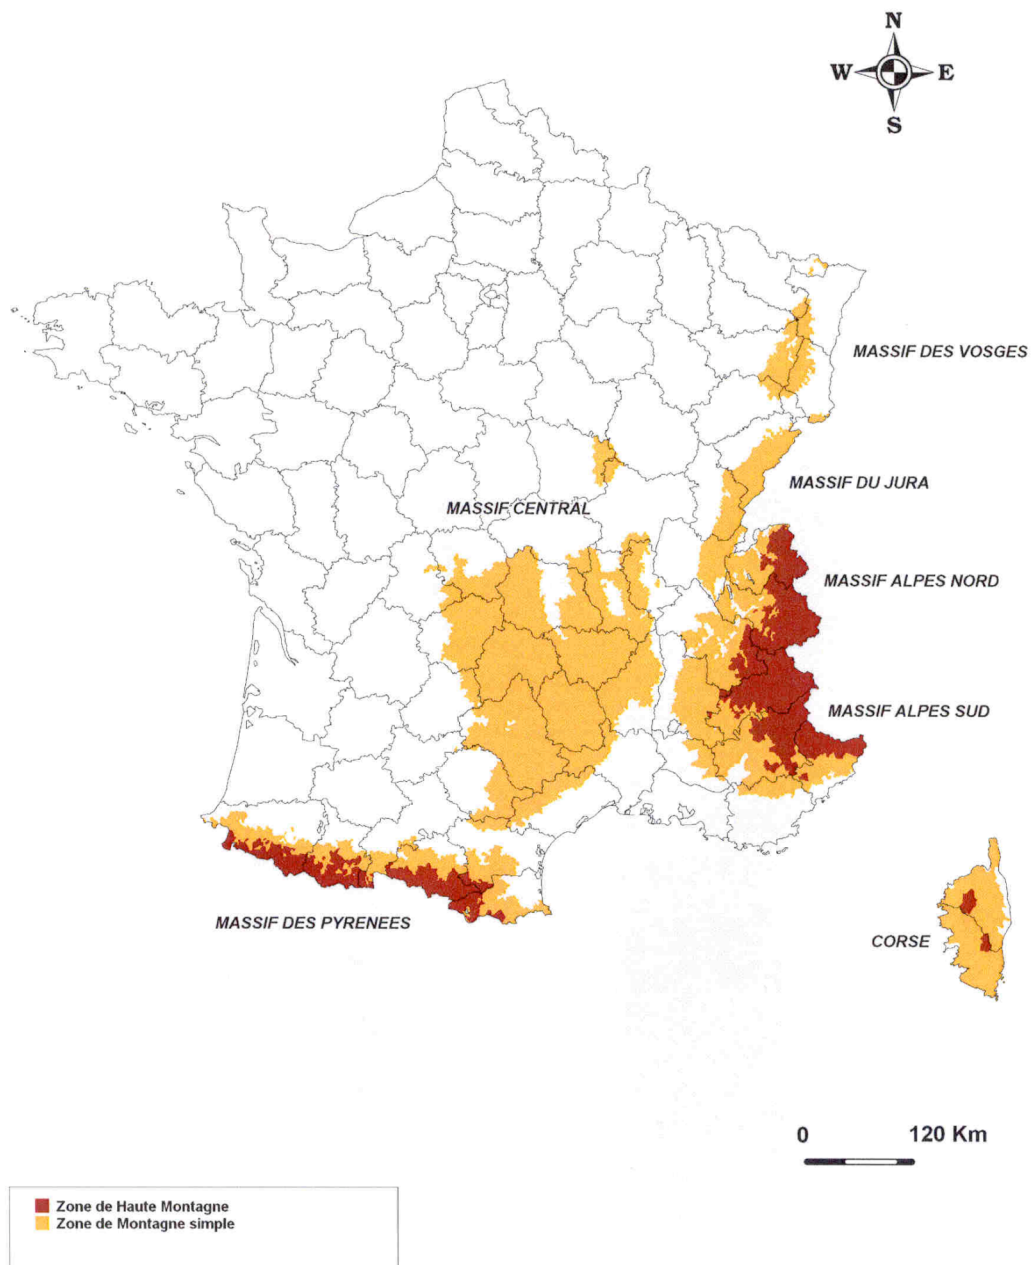 N
W E
S
MASSIF DES VOSGES
MASSIF DU JURA
MASSIF CENTRAL
MASSIF ALPES NORD
MASSIF ALPES SUD
MASSIF DES PYRENEES
CORSE
0 120 Km
Zone de Haute Montagne
Zone de Montagne simple